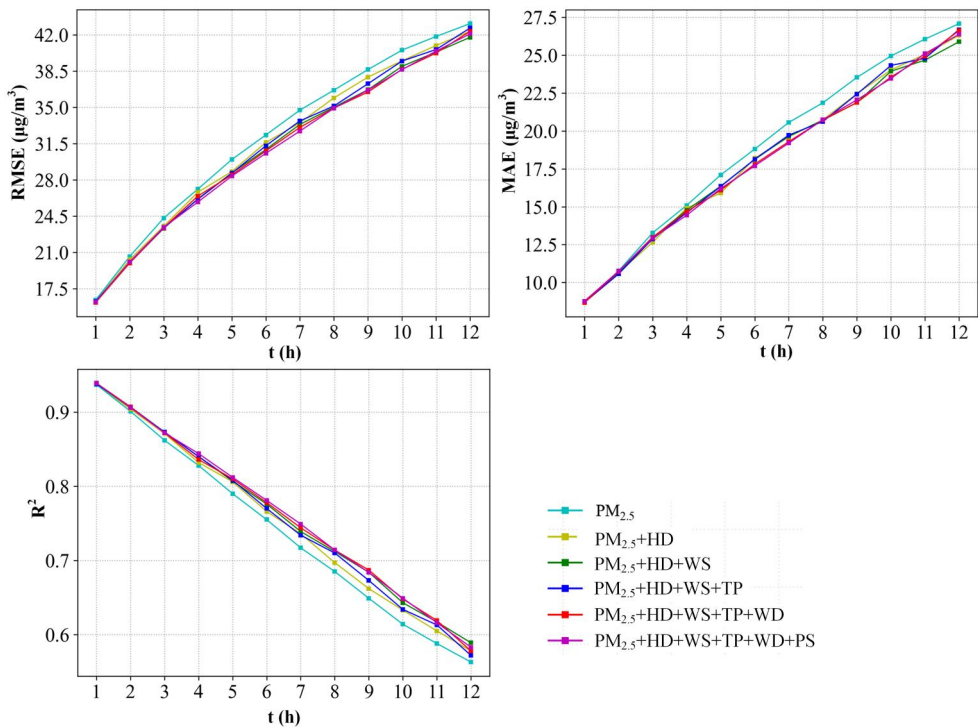 RMSE (μg/m³)
42.0
38.5
35.0
31.5
28.0
24.5
21.0
17.5
1 2 3 4 5 6 7 8 9 10 11 12
t (h)
MAE (μg/m³)
27.5
25.0
22.5
20.0
17.5
15.0
12.5
10.0
1 2 3 4 5 6 7 8 9 10 11 12
t (h)
R²
0.9
0.8
0.7
0.6
1 2 3 4 5 6 7 8 9 10 11 12
t (h)
PM₂.₅
PM₂.₅+HD
PM₂.₅+HD+WS
PM₂.₅+HD+WS+TP
PM₂.₅+HD+WS+TP+WD
PM₂.₅+HD+WS+TP+WD+PS